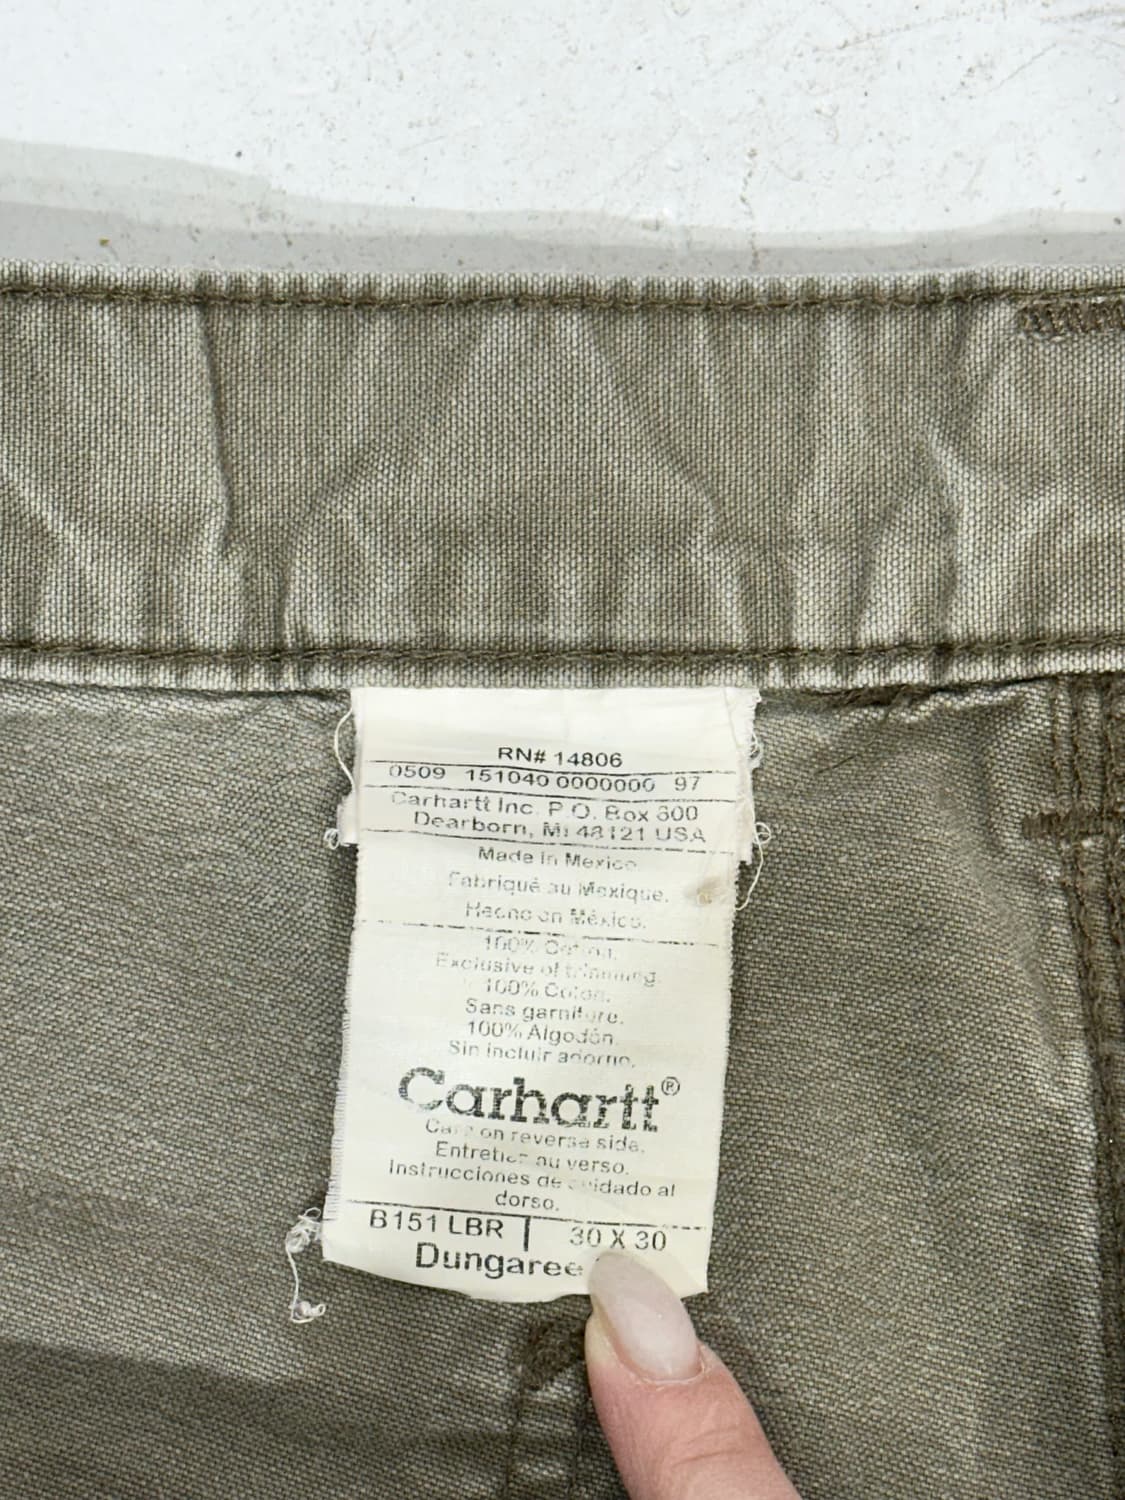 RN# 14806
0509 151040 0000000 97
Carhartt Inc. P.O. Box 600
Dearborn, MI 48121 USA
Made in Mexico.
Fabriqué au Mexique.
Hecho en México.
100% Cotton.
Exclusive of trimming.
100% Coton.
Sans garniture.
100% Algodón.
Sin incluir adorno.
Carhartt®
Care on reverse side.
Entretien au verso.
Instrucciones de cuidado al
dorso.
B151 LBR | 30 X 30
Dungaree